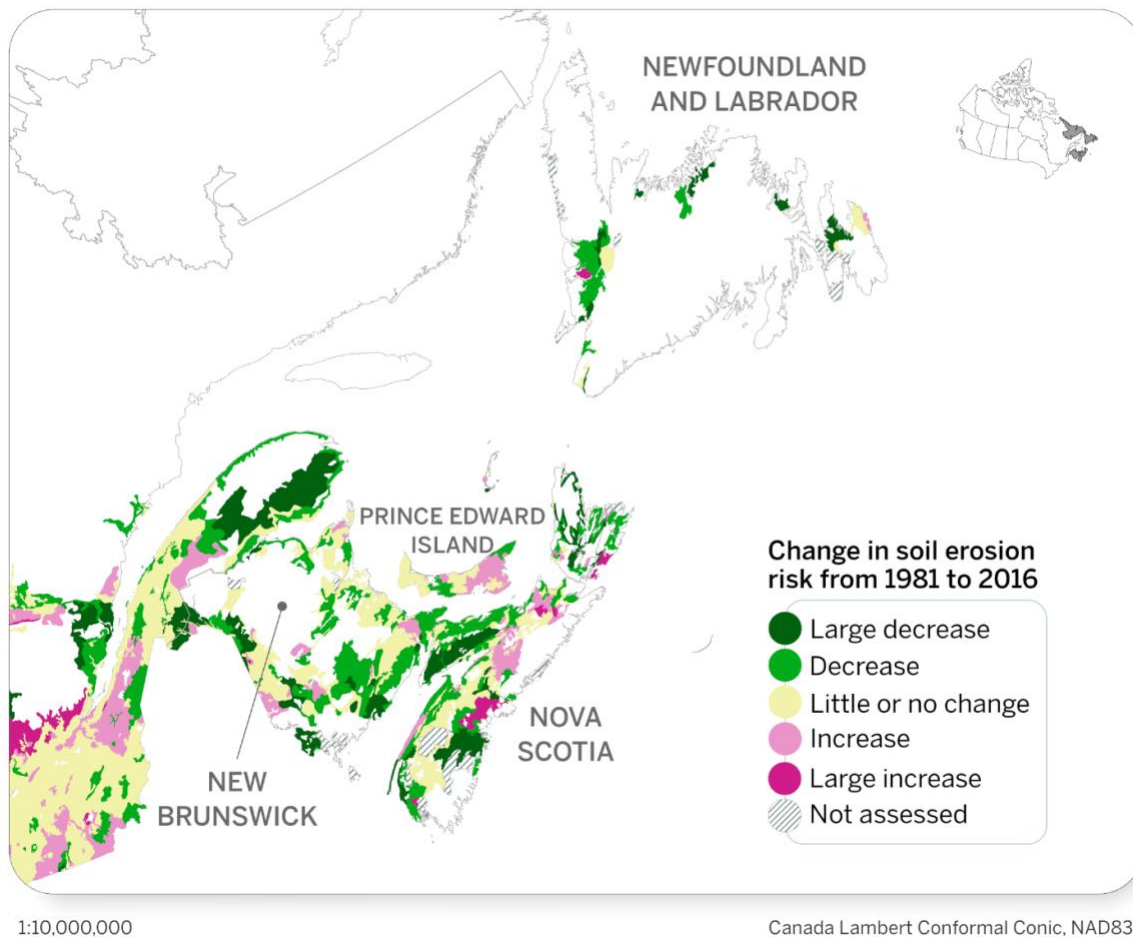 NEWFOUNDLAND
AND LABRADOR
PRINCE EDWARD
ISLAND
NOVA
SCOTIA
NEW
BRUNSWICK
Change in soil erosion
risk from 1981 to 2016
Large decrease
Decrease
Little or no change
Increase
Large increase
Not assessed
1:10,000,000
Canada Lambert Conformal Conic, NAD83